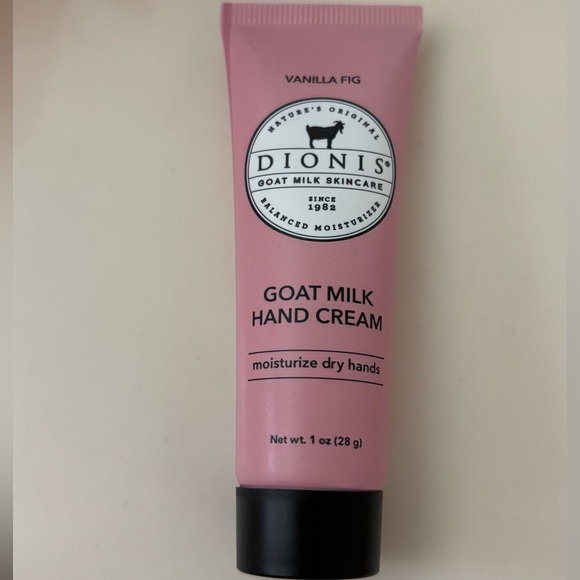 VANILLA FIG
NATURE'S ORIGINAL
DIONIS®
GOAT MILK SKINCARE
SINCE
1982
BALANCED MOISTURIZER
GOAT MILK
HAND CREAM
moisturize dry hands
Net wt. 1 oz (28 g)